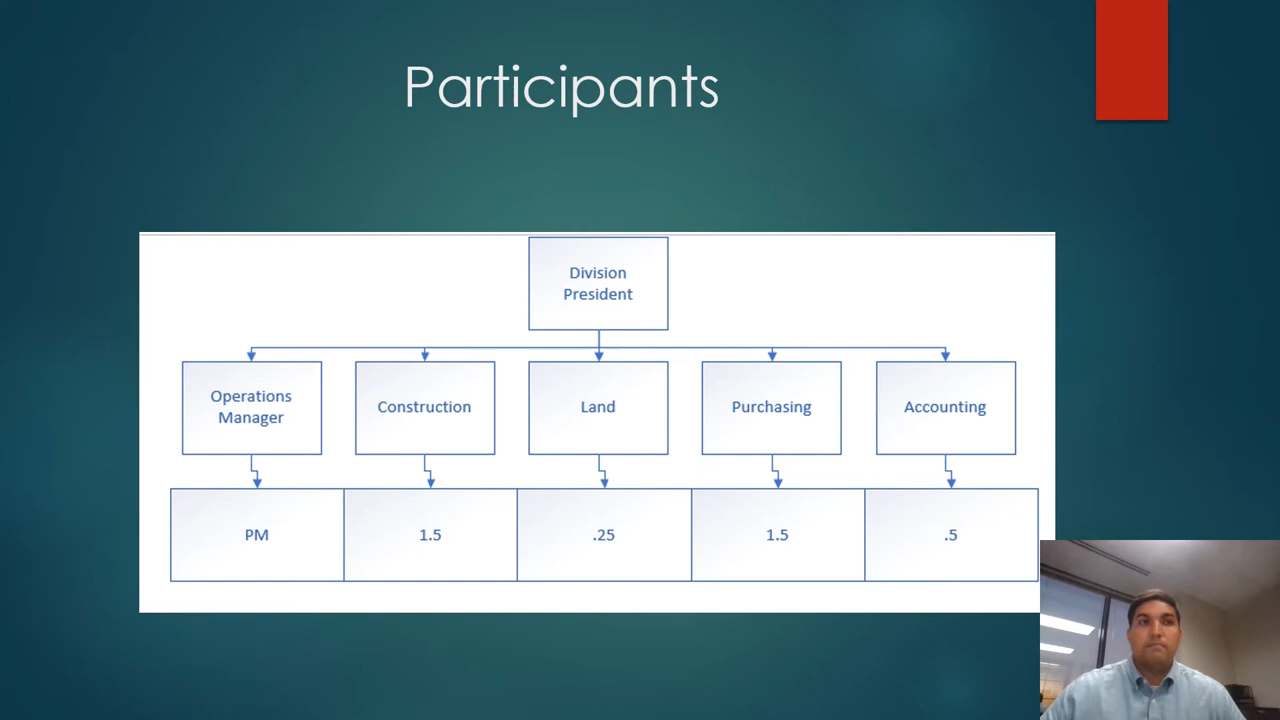 Participants
Division
President
Operations
Manager
Construction
Land
Purchasing
Accounting
PM
1.5
.25
1.5
.5